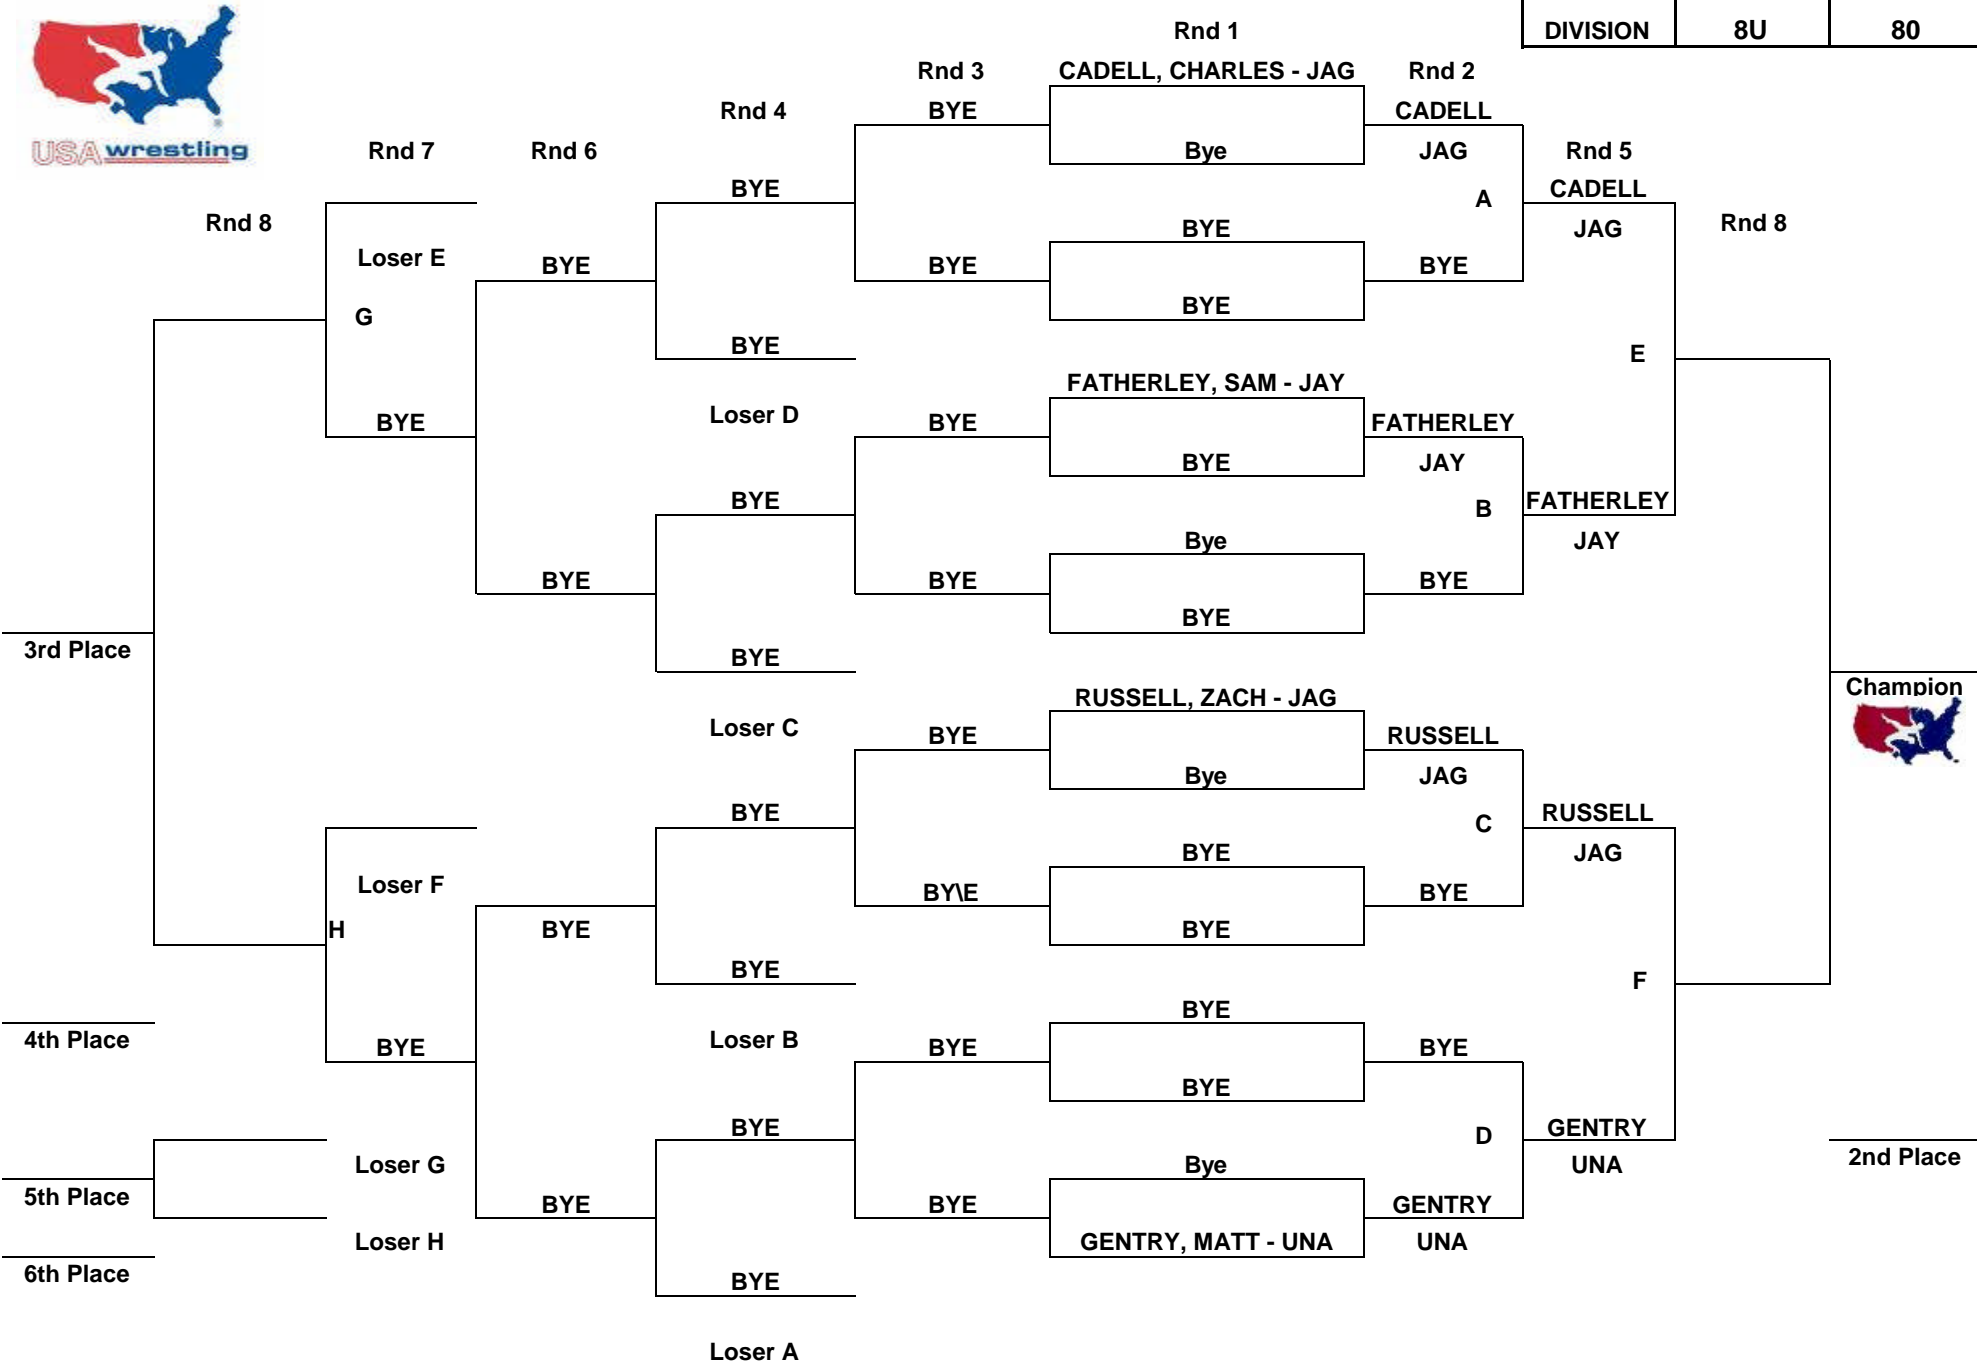 Rnd 1
DIVISION 8U 80
Rnd 3 CADELL, CHARLES - JAG Rnd 2
Rnd 4 BYE CADELL
USA wrestling Rnd 7 Rnd 6 Bye JAG Rnd 5
BYE A CADELL
Rnd 8 BYE JAG Rnd 8
Loser E BYE BYE BYE
G BYE
BYE E
FATHERLEY, SAM - JAY
BYE Loser D BYE FATHERLEY
BYE JAY
BYE B FATHERLEY
Bye JAY
BYE BYE BYE
BYE
3rd Place BYE
RUSSELL, ZACH - JAG Champion
Loser C BYE RUSSELL
Bye JAG
BYE C RUSSELL
BYE JAG
Loser F BY\E BYE
H BYE BYE
BYE F
BYE
4th Place BYE Loser B BYE BYE
BYE
BYE D GENTRY
Loser G Bye UNA 2nd Place
5th Place BYE BYE GENTRY
Loser H GENTRY, MATT - UNA UNA
6th Place BYE
Loser A